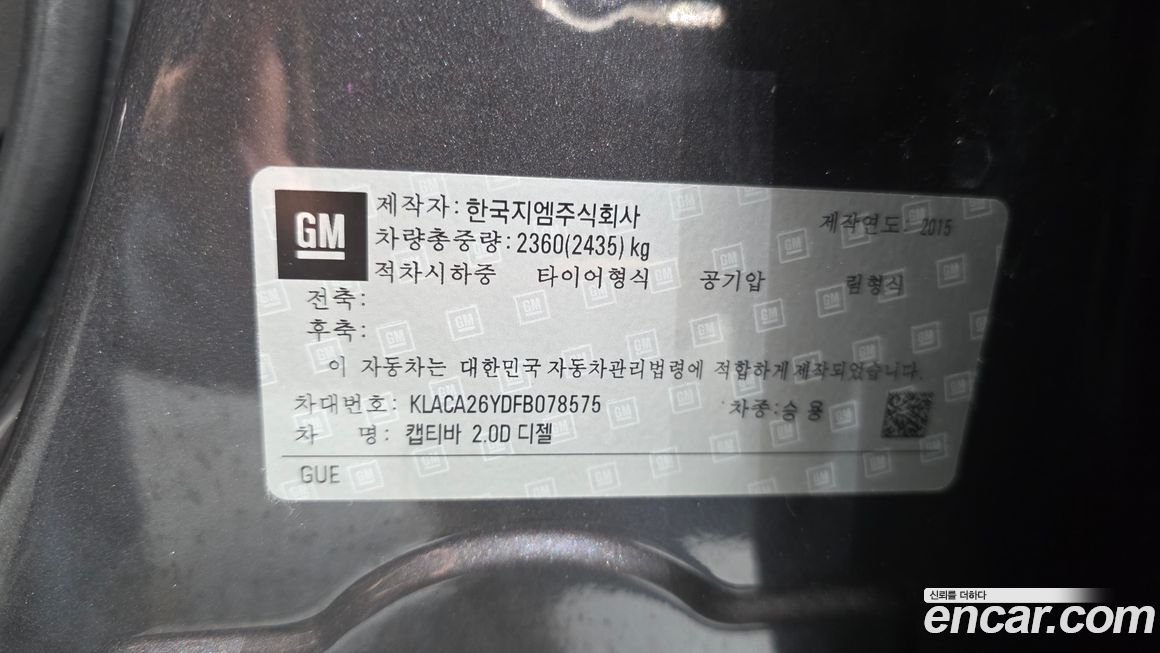 GM
제작자: 한국지엠주식회사
제작연도: 2015
차량총중량: 2360(2435) kg
적차시하중 타이어형식 공기압 림형식
전축:
후축:
이 자동차는 대한민국 자동차관리법령에 적합하게 제작되었습니다.
차대번호: KLACA26YDFB078575
차종: 승용
차 명: 캡티바 2.0D 디젤
GUE
신뢰를 더하다
encar.com